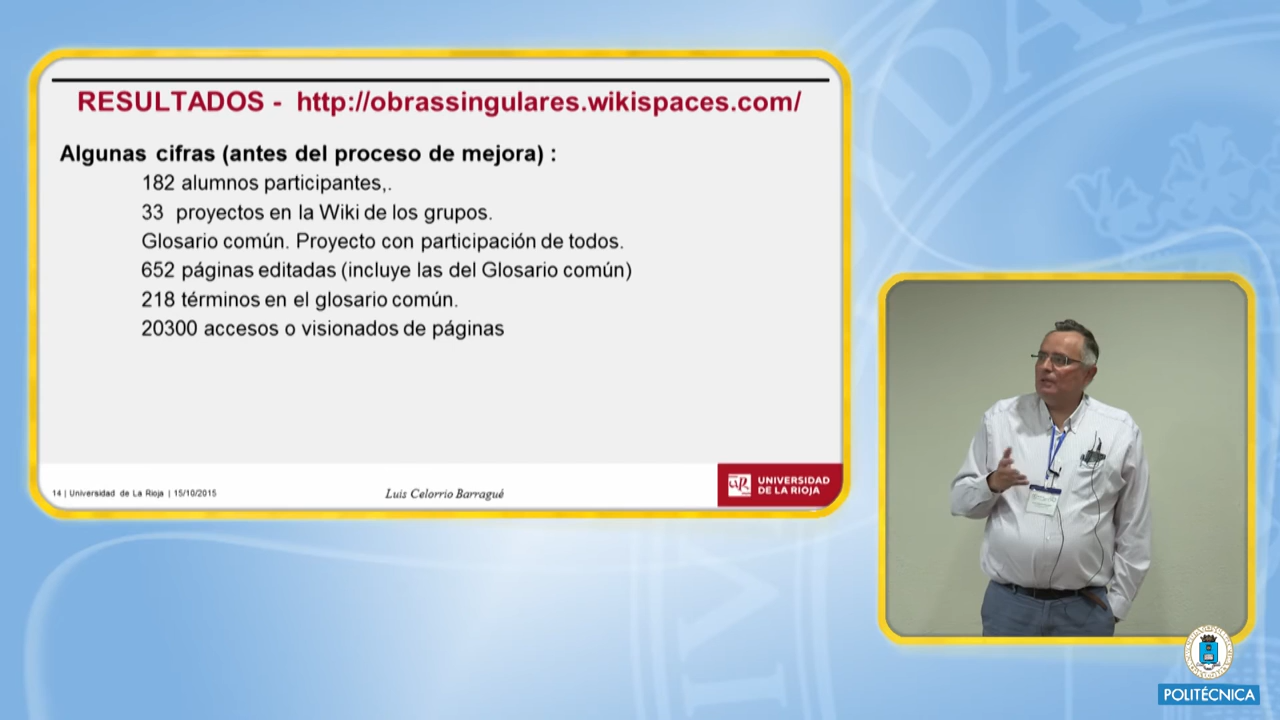 RESULTADOS - http://obrassingulares.wikispaces.com/
Algunas cifras (antes del proceso de mejora) :
182 alumnos participantes,.
33 proyectos en la Wiki de los grupos.
Glosario común. Proyecto con participación de todos.
652 páginas editadas (incluye las del Glosario común)
218 términos en el glosario común.
20300 accesos o visionados de páginas
14 | Universidad de La Rioja | 15/10/2015
Luis Celorrio Barragué
UNIVERSIDAD
DE LA RIOJA
POLITÉCNICA